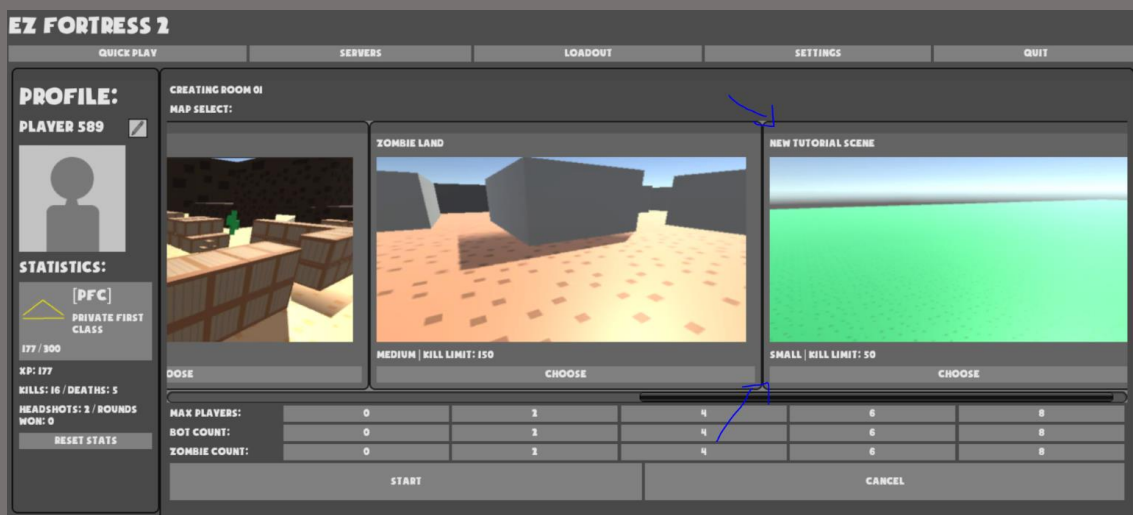 EZ FORTRESS 2
QUICK PLAY SERVERS LOADOUT SETTINGS QUIT
PROFILE:
PLAYER 589
STATISTICS:
[PFC]
PRIVATE FIRST
CLASS
177 / 300
XP: 177
KILLS: 16 / DEATHS: 5
HEADSHOTS: 2 / ROUNDS
WON: 0
RESET STATS
CREATING ROOM 01
MAP SELECT:
OOSE
ZOMBIE LAND
MEDIUM | KILL LIMIT: 150
CHOOSE
NEW TUTORIAL SCENE
SMALL | KILL LIMIT: 50
CHOOSE
MAX PLAYERS: 0 2 4 6 8
BOT COUNT: 0 2 4 6 8
ZOMBIE COUNT: 0 2 4 6 8
START CANCEL